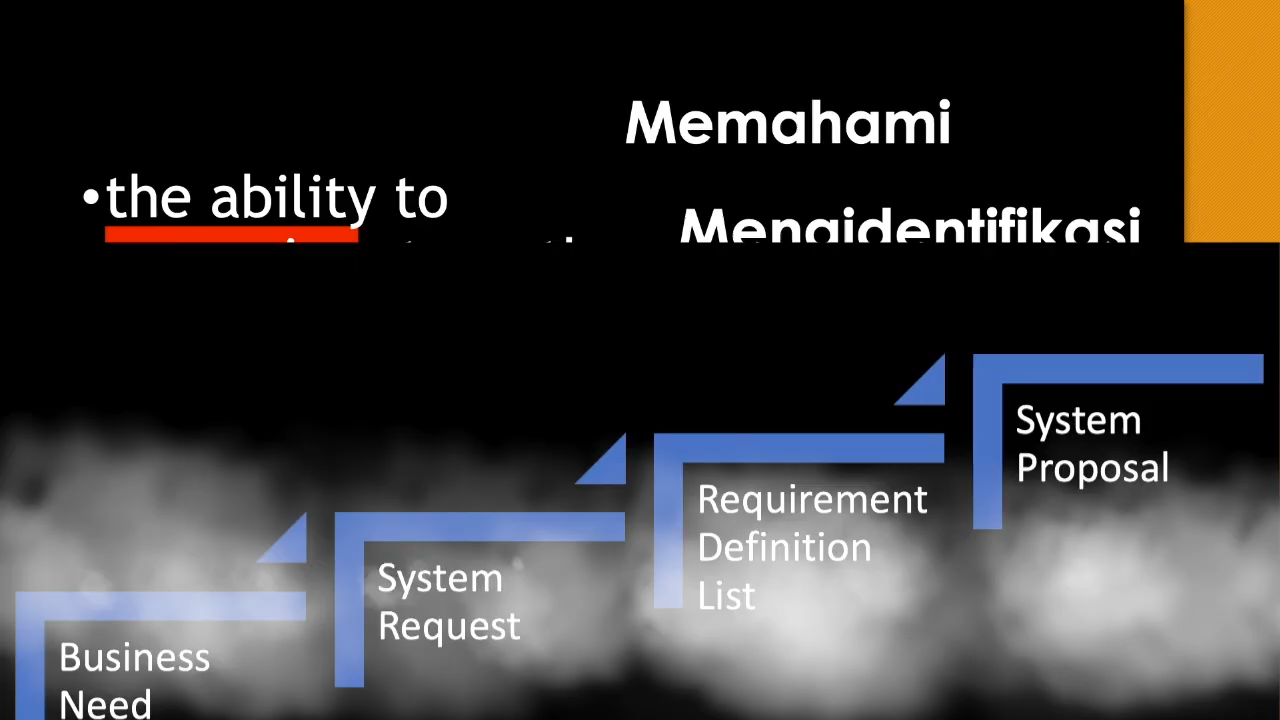 Memahami
•the ability to
Mengidentifikasi
System
Proposal
Requirement
Definition
List
System
Request
Business
Need